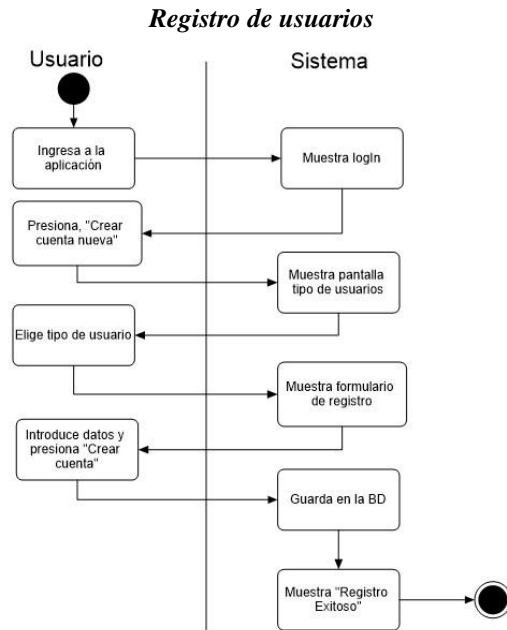 Registro de usuarios
Usuario
Sistema
Ingresa a la
aplicación
Muestra logIn
Presiona, "Crear
cuenta nueva"
Muestra pantalla
tipo de usuarios
Elige tipo de usuario
Muestra formulario
de registro
Introduce datos y
presiona "Crear
cuenta"
Guarda en la BD
Muestra "Registro
Exitoso"